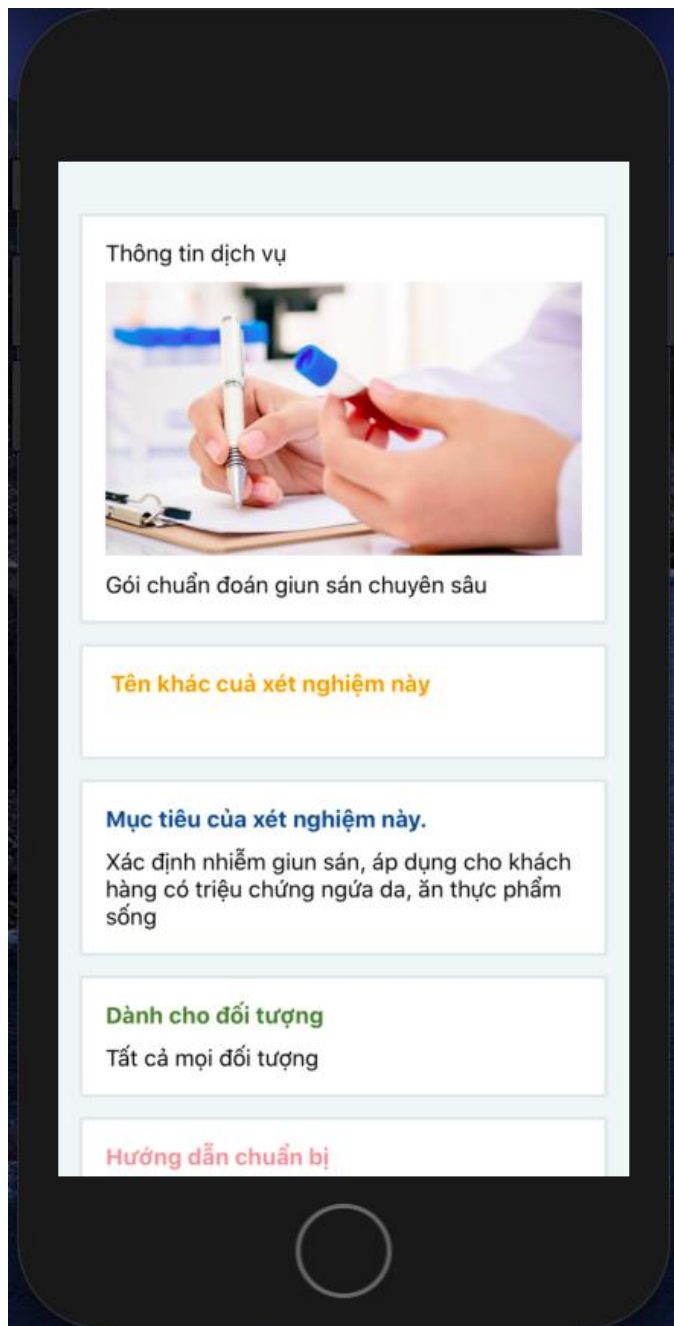 Thông tin dịch vụ
Gói chuẩn đoán giun sán chuyên sâu
Tên khác cuả xét nghiệm này
Mục tiêu của xét nghiệm này.
Xác định nhiễm giun sán, áp dụng cho khách
hàng có triệu chứng ngứa da, ăn thực phẩm
sống
Dành cho đối tượng
Tất cả mọi đối tượng
Hướng dẫn chuẩn bị